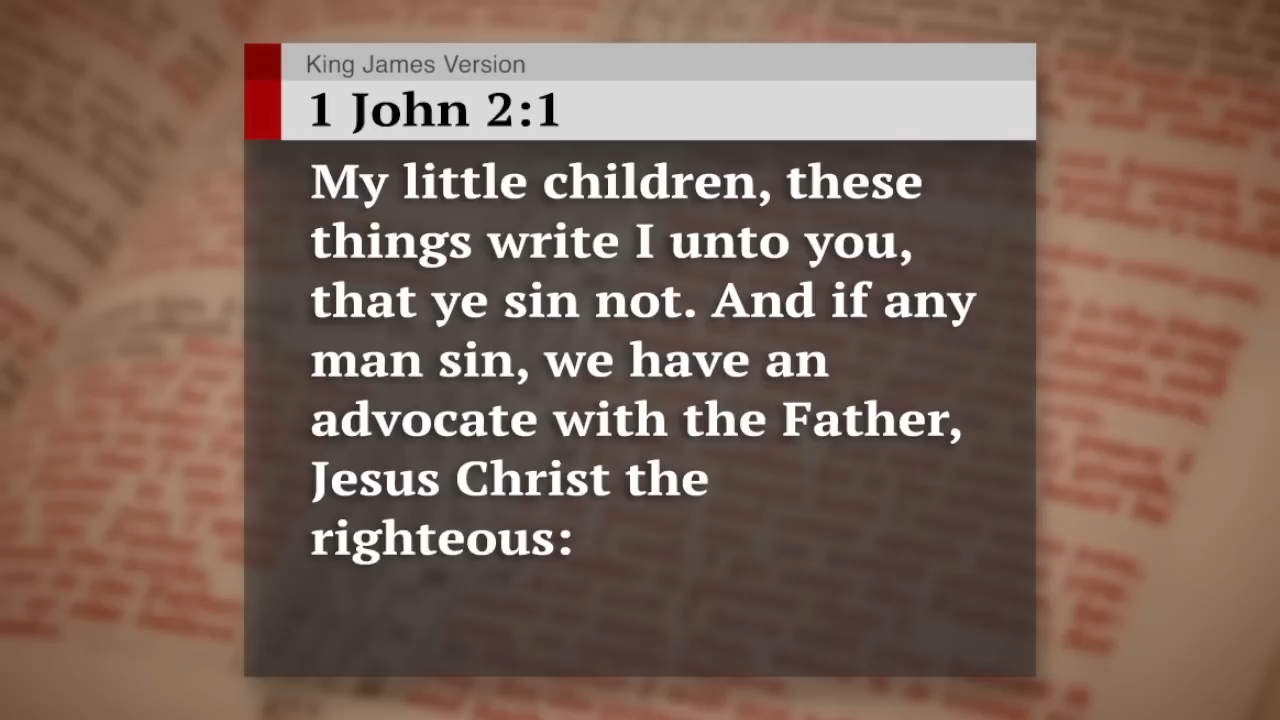 King James Version
1 John 2:1
My little children, these
things write I unto you,
that ye sin not. And if any
man sin, we have an
advocate with the Father,
Jesus Christ the
righteous: